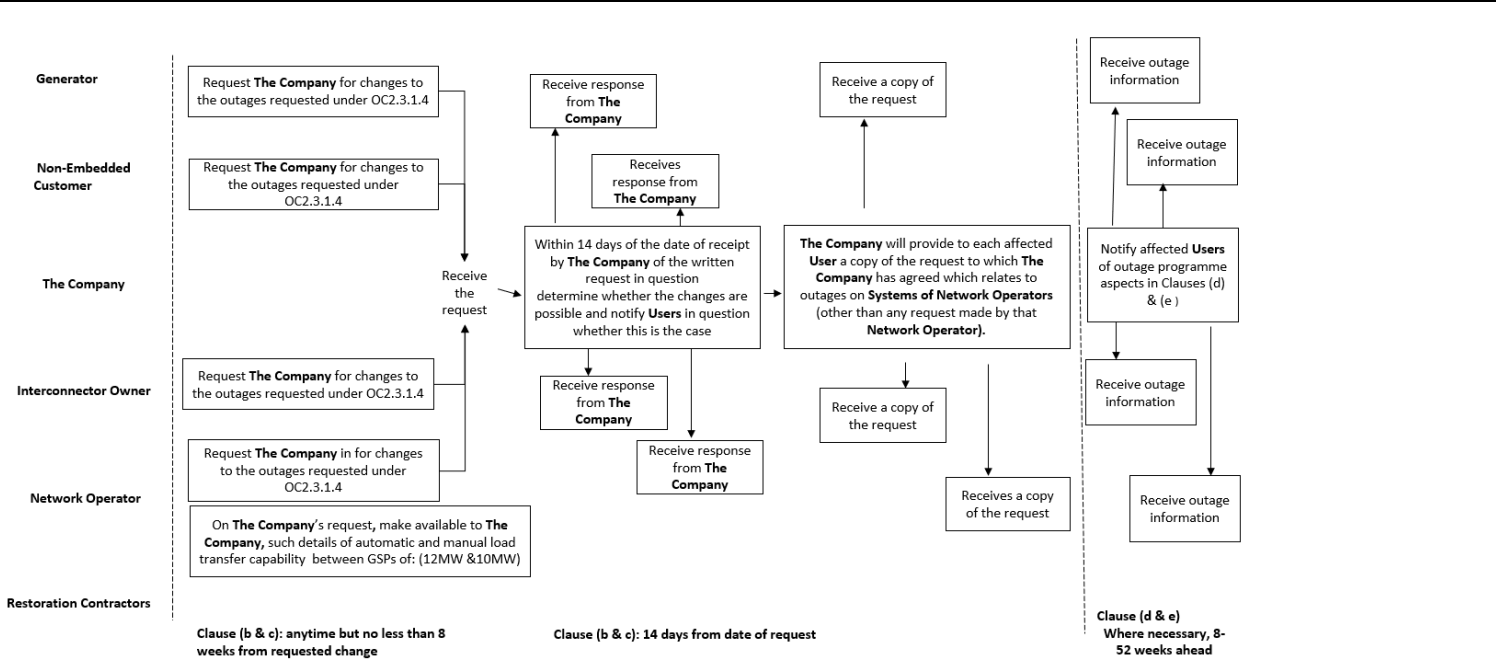 Generator
Request The Company for changes to
the outages requested under OC2.3.1.4
Receive response
from The
Company
Receive a copy of
the request
Receive outage
information
Non-Embedded
Customer
Request The Company for changes to
the outages requested under
OC2.3.1.4
Receives
response from
The Company
Receive outage
information
The Company
Receive
the
request
Within 14 days of the date of receipt
by The Company of the written
request in question
determine whether the changes are
possible and notify Users in question
whether this is the case
The Company will provide to each affected
User a copy of the request to which The
Company has agreed which relates to
outages on Systems of Network Operators
(other than any request made by that
Network Operator).
Notify affected Users
of outage programme
aspects in Clauses (d)
& (e )
Interconnector Owner
Request The Company for changes to
the outages requested under OC2.3.1.4
Receive response
from The
Company
Receive a copy of
the request
Receive outage
information
Network Operator
Request The Company in for changes
to the outages requested under
OC2.3.1.4
On The Company's request, make available to The
Company, such details of automatic and manual load
transfer capability between GSPs of: (12MW &10MW)
Receive response
from The
Company
Receives a copy
of the request
Receive outage
information
Restoration Contractors
Clause (b & c): anytime but no less than 8
weeks from requested change
Clause (b & c): 14 days from date of request
Clause (d & e)
Where necessary, 8-
52 weeks ahead